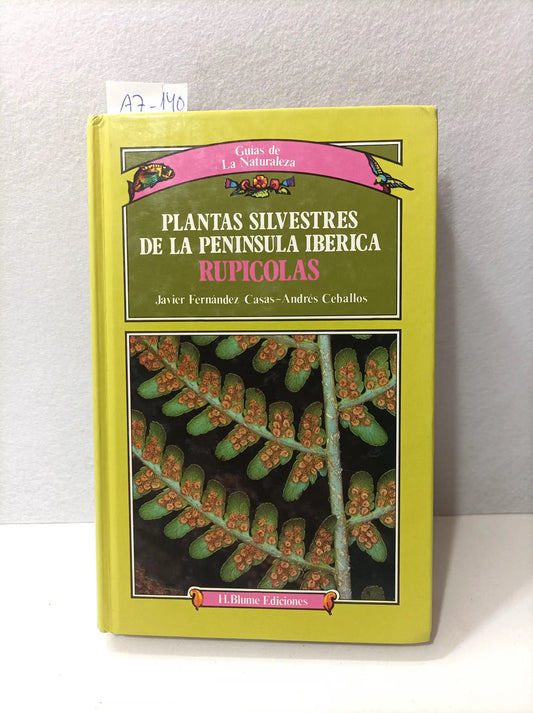 A7-140
Guías de
La Naturaleza
PLANTAS SILVESTRES
DE LA PENINSULA IBERICA
RUPICOLAS
Javier Fernández Casas-Andrés Ceballos
H.Blume Ediciones